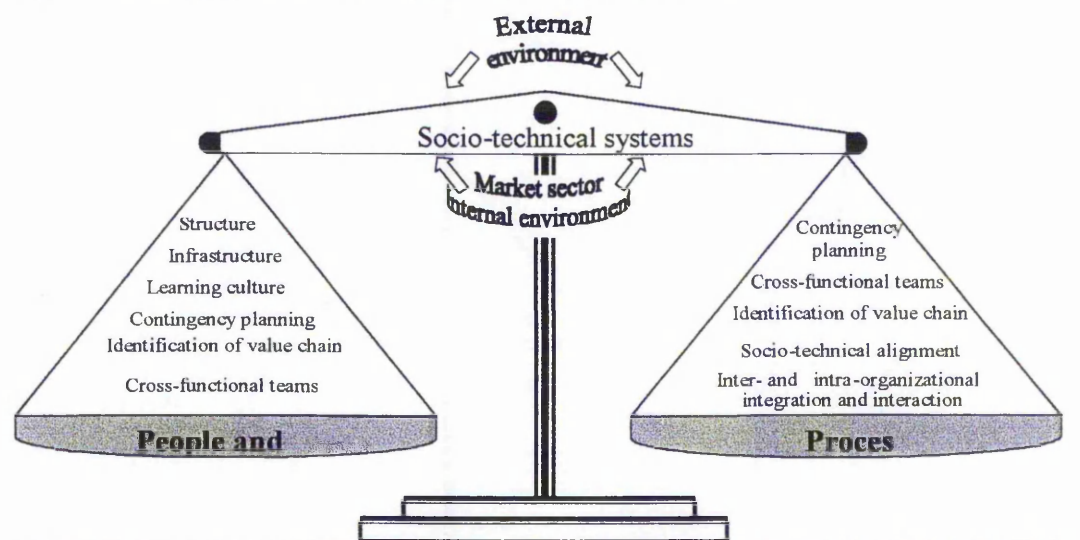 External
environment
Socio-technical systems
Market sector
Internal environment
Structure
Infrastructure
Learning culture
Contingency planning
Identification of value chain
Cross-functional teams
People and
Contingency
planning
Cross-functional teams
Identification of value chain
Socio-technical alignment
Inter- and intra-organizational
integration and interaction
Proces